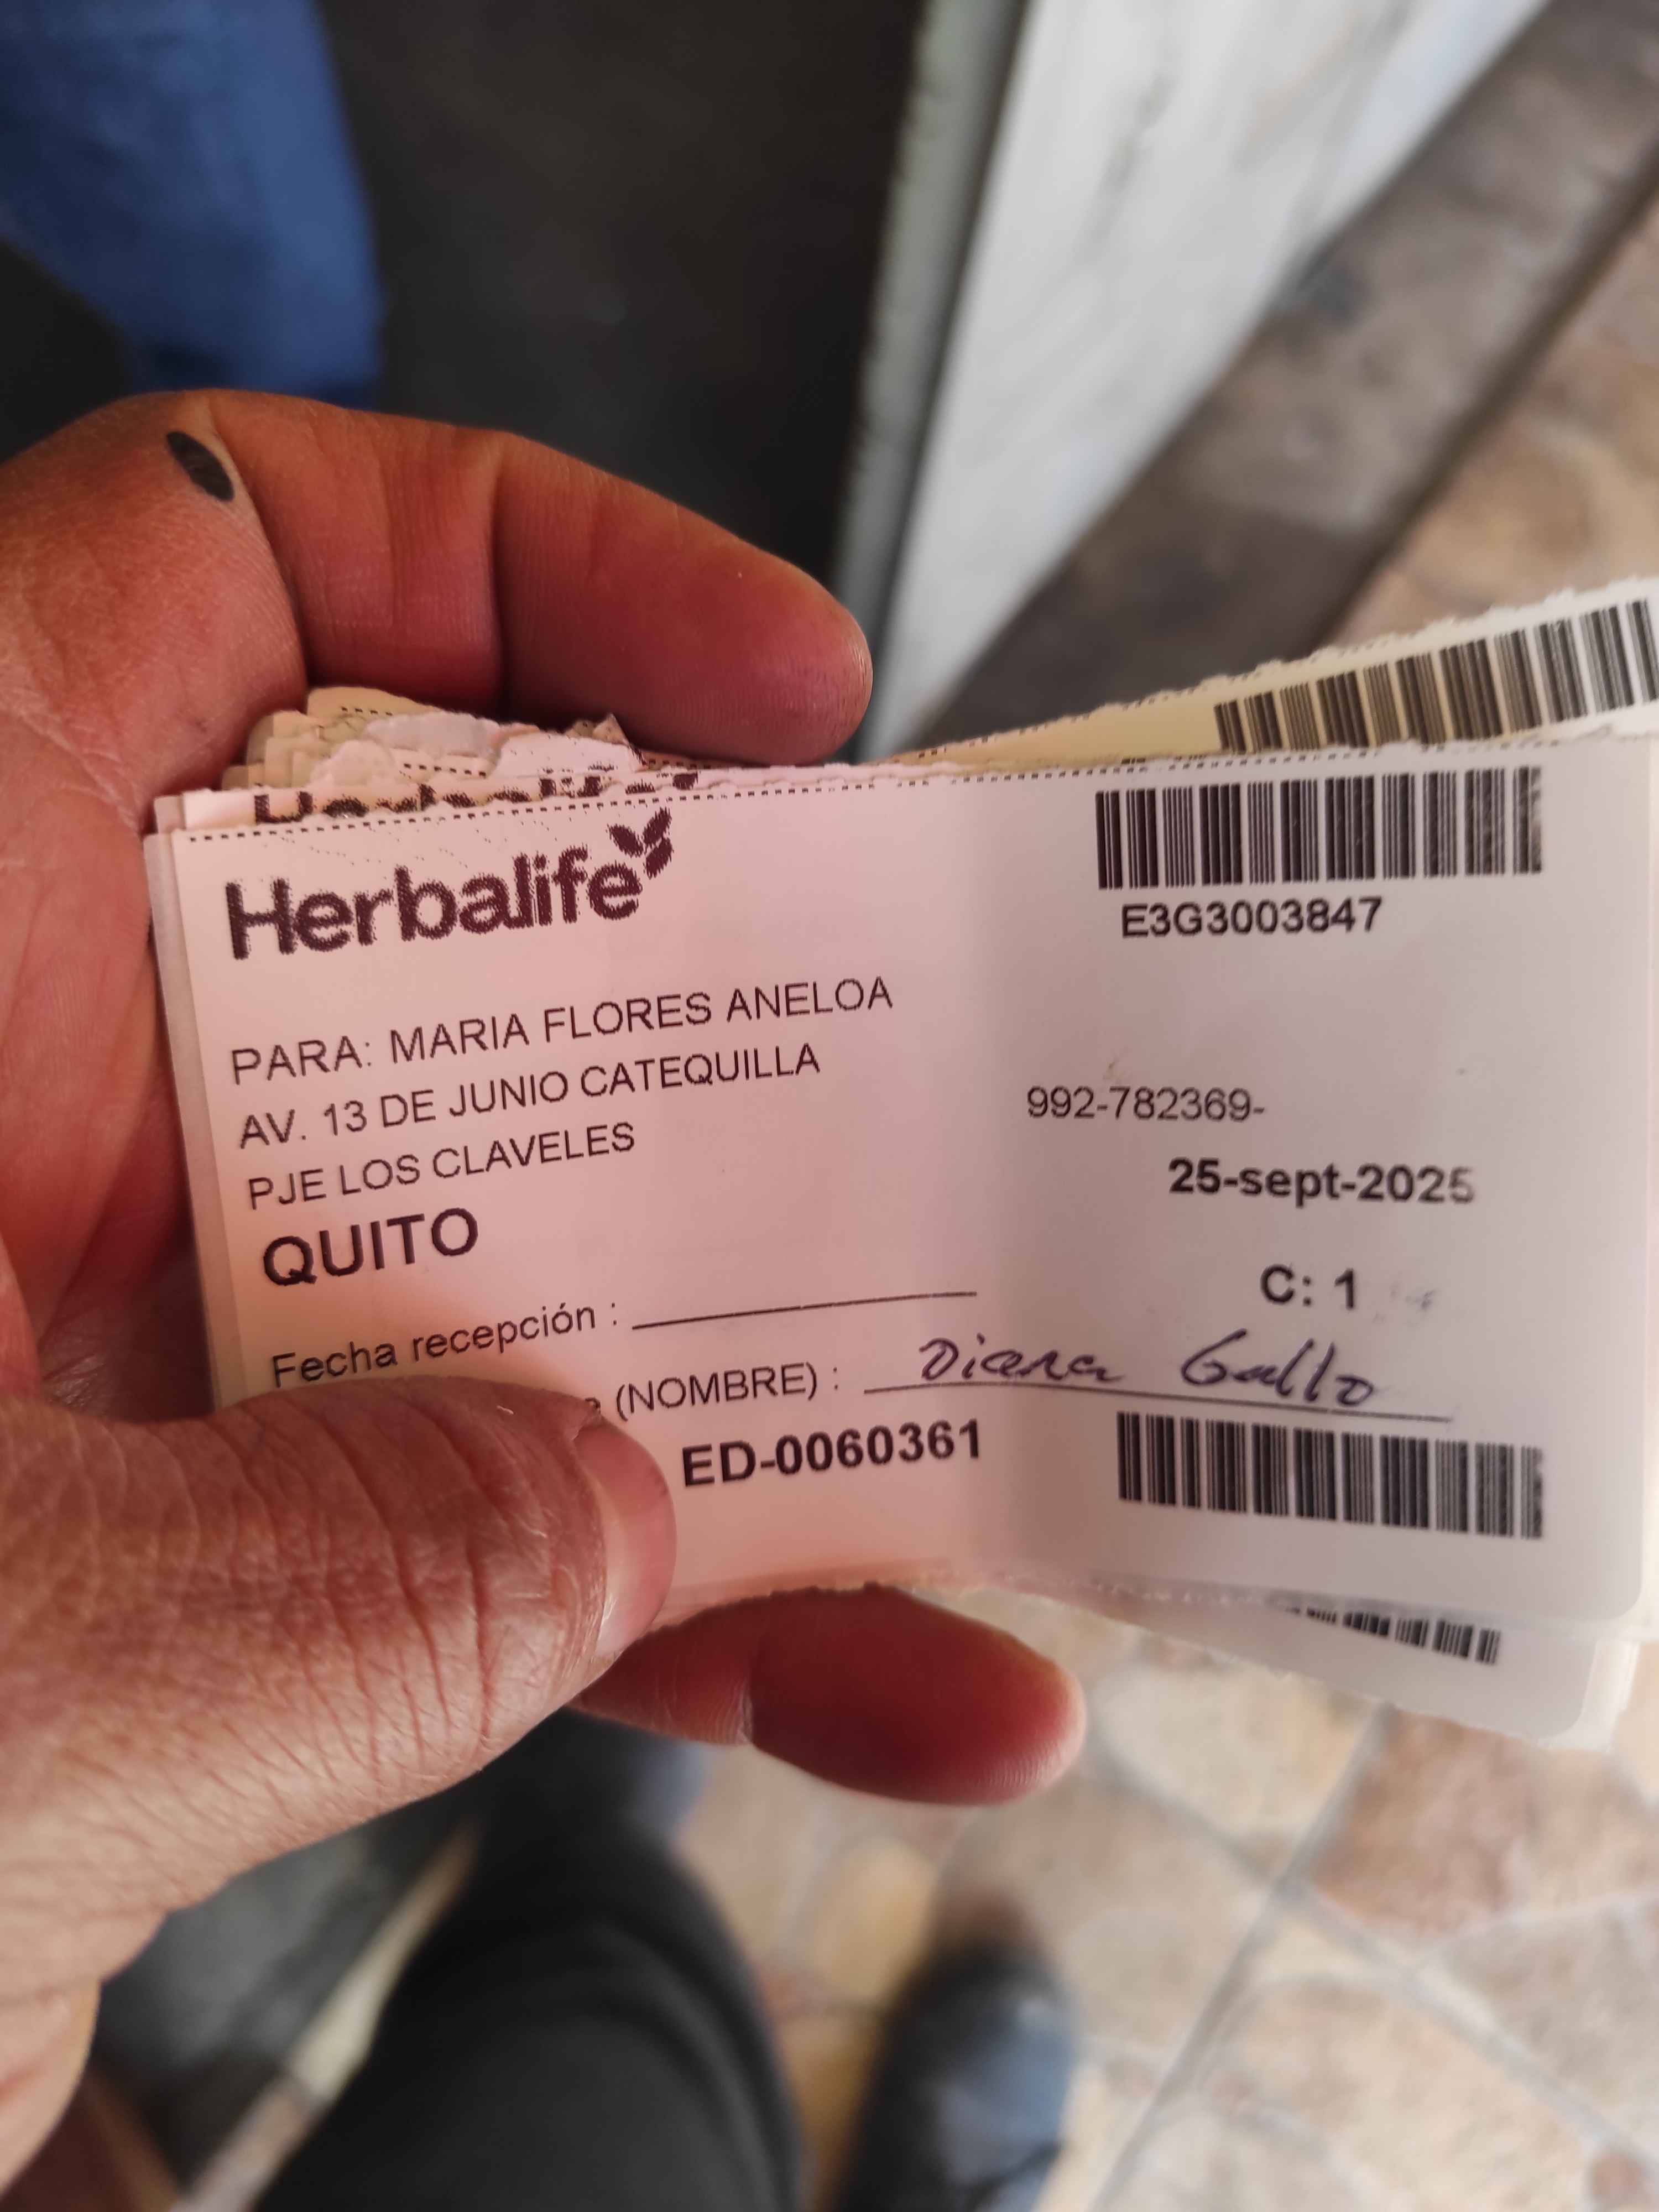 Herbalife
E3G3003847
PARA: MARIA FLORES ANELOA
AV. 13 DE JUNIO CATEQUILLA
PJE LOS CLAVELES
992-782369-
QUITO
25-sept-2025
C: 1
Fecha recepción :
(NOMBRE) : Diana Gallo
ED-0060361